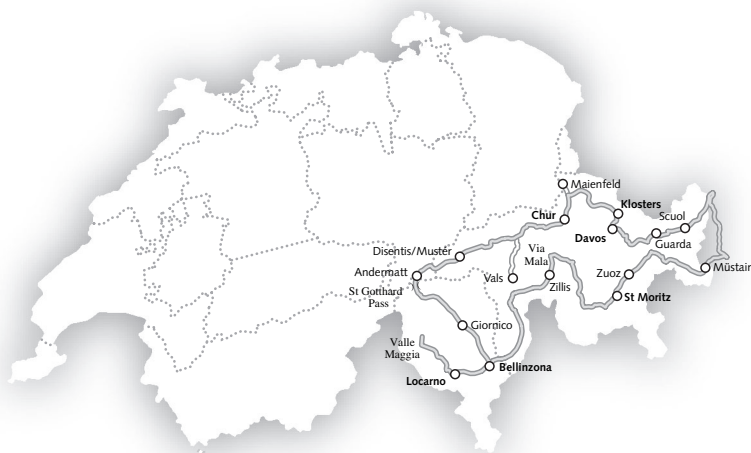 Maienfeld
Klosters
Scuol
Chur
Davos
Guarda
Via
Mala
Disentis/Mustér
Müstair
Andermatt
Vals
Zuoz
Zillis
St Gotthard
Pass
St Moritz
Giornico
Valle
Maggia
Bellinzona
Locarno